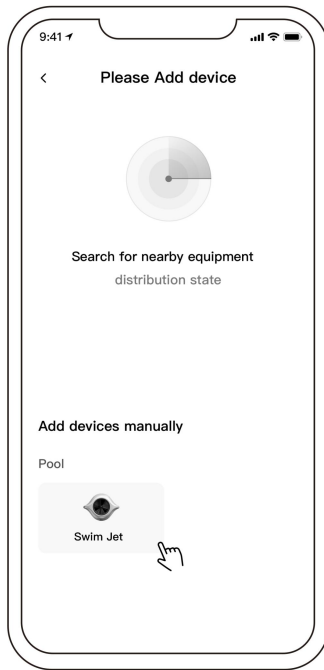 9:41
Please Add device
Search for nearby equipment
distribution state
Add devices manually
Pool
Swim Jet